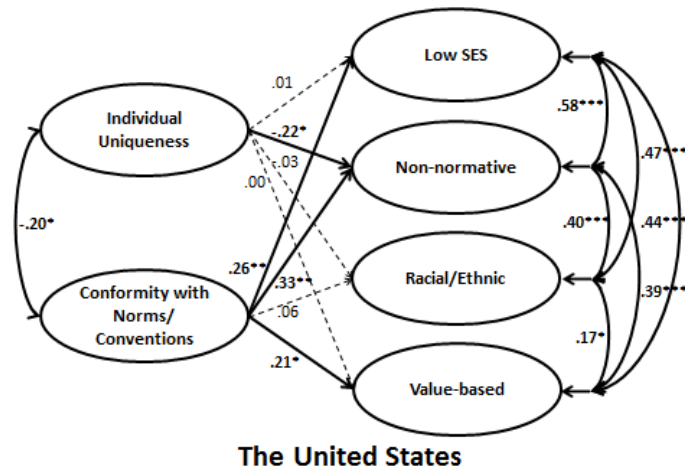 Low SES
.01
Individual
Uniqueness
.58***
-.22*
-.03
Non-normative
.47***
.00
-.20*
.40***
.44***
.26**
.33**
Racial/Ethnic
.39***
Conformity with
Norms/
Conventions
.06
.17*
.21*
Value-based
The United States